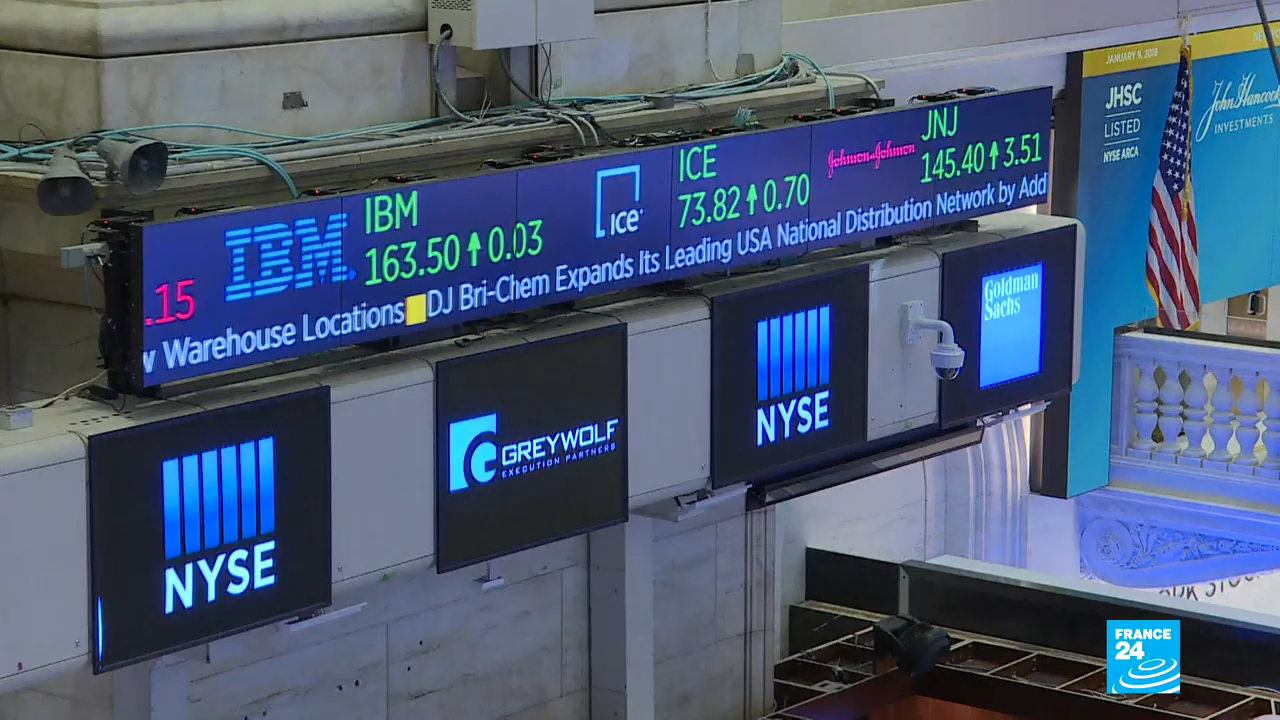 JANUARY 9, 2018
JHSC
LISTED
NYSE ARCA
John Hancock
INVESTMENTS
.15
IBM
IBM
163.50 ↑ 0.03
ice
ICE
73.82 ↑ 0.70
Johnson & Johnson
JNJ
145.40 ↑ 3.51
Warehouse Locations DJ Bri-Chem Expands Its Leading USA National Distribution Network by Add
NYSE
GREYWOLF
EXECUTION PARTNERS
NYSE
Goldman
Sachs
FRANCE
24